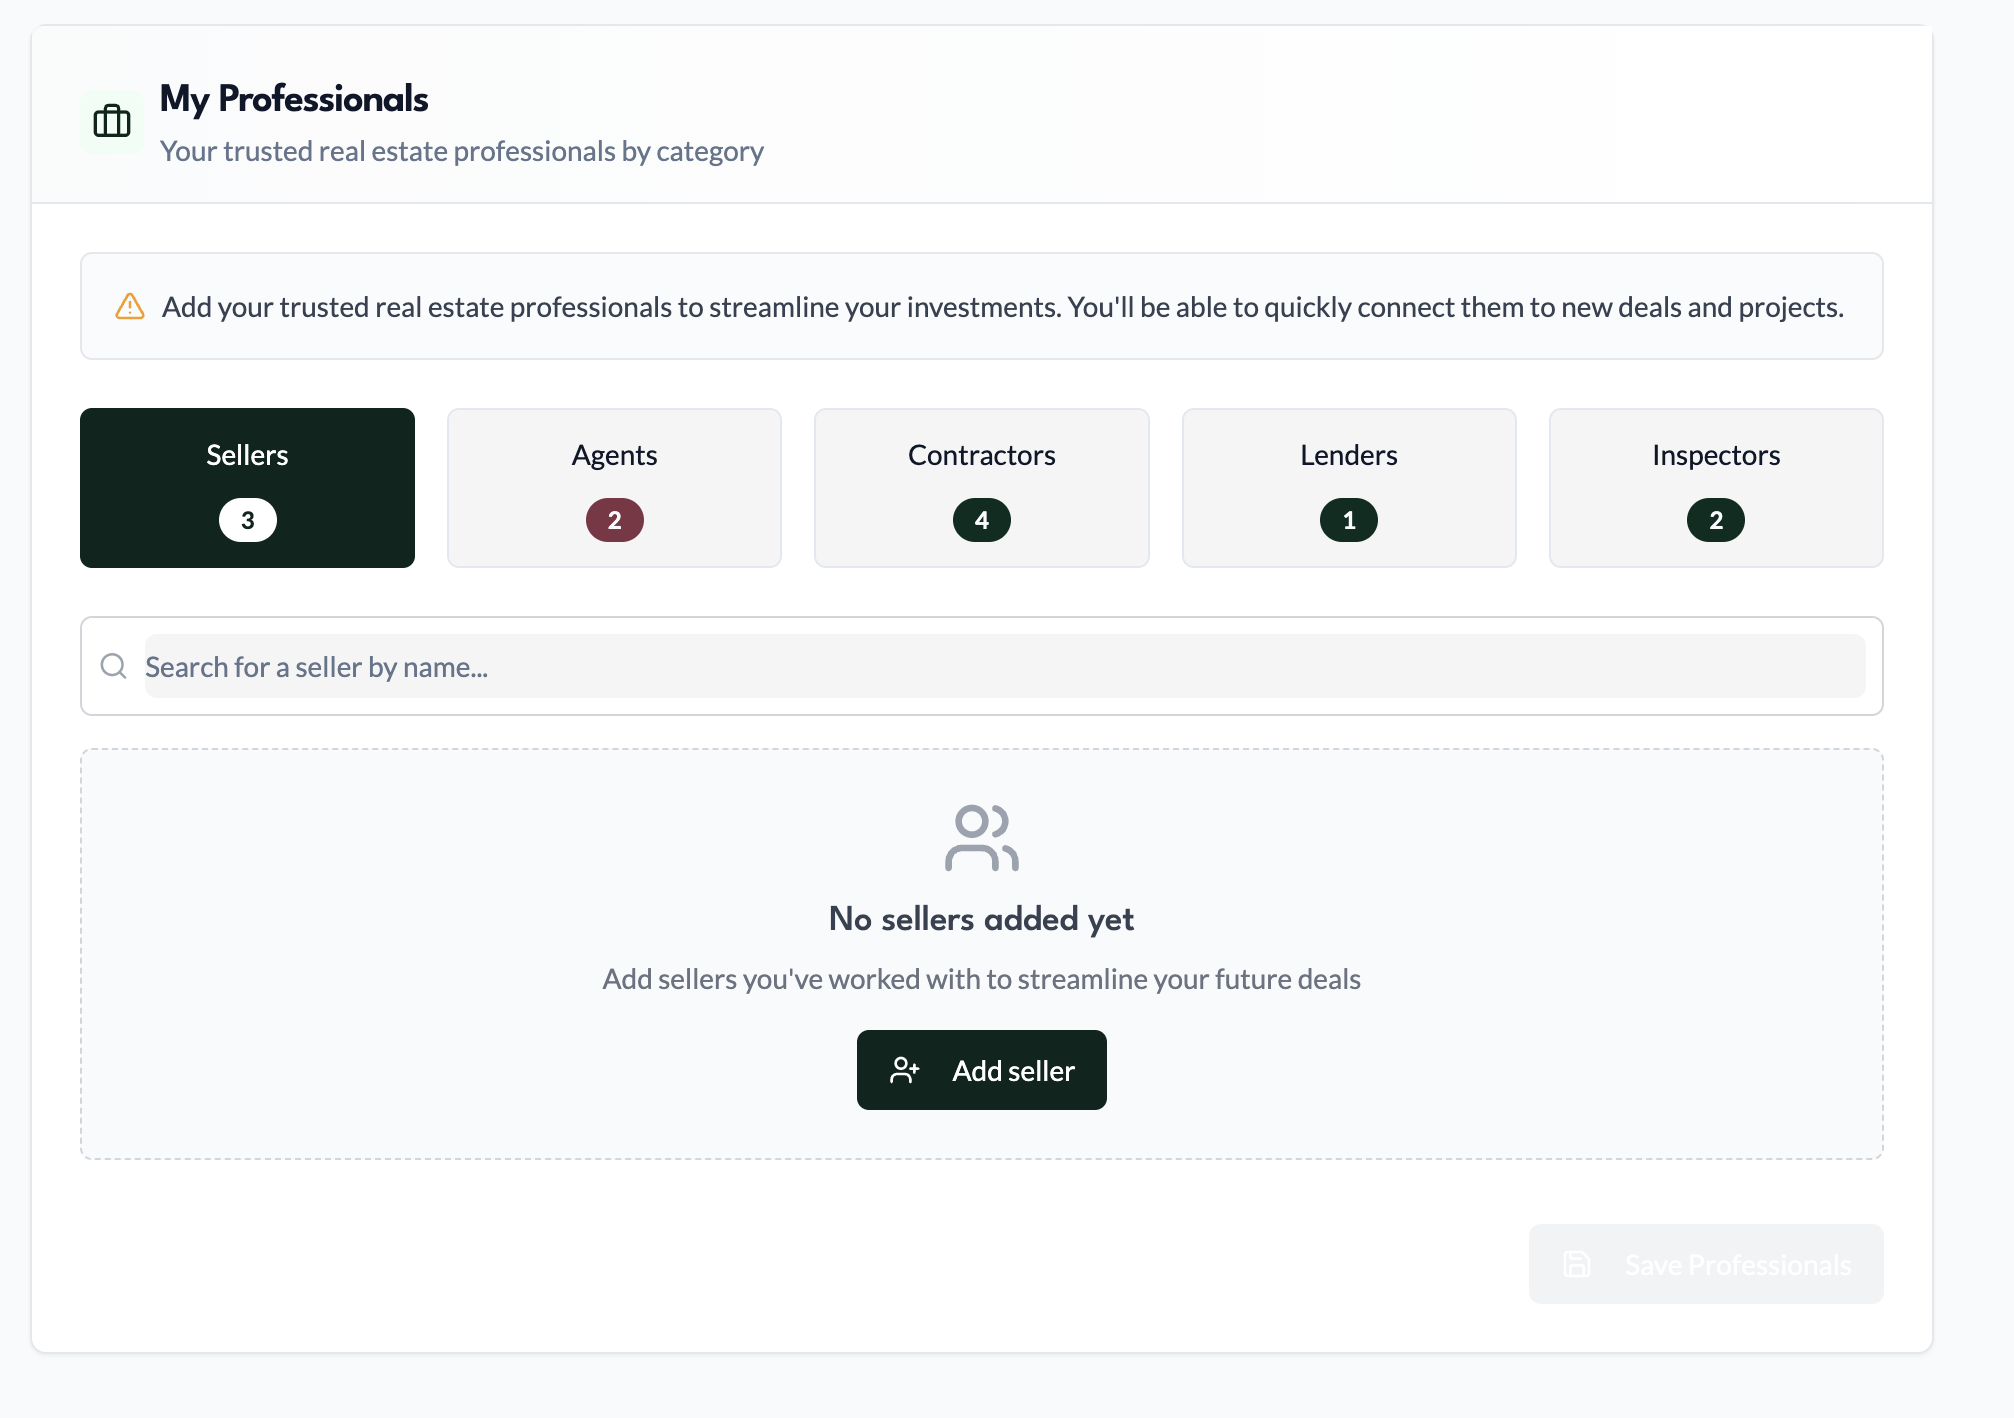 My Professionals
Your trusted real estate professionals by category
Add your trusted real estate professionals to streamline your investments. You'll be able to quickly connect them to new deals and projects.
Sellers
3
Agents
2
Contractors
4
Lenders
1
Inspectors
2
Search for a seller by name...
No sellers added yet
Add sellers you've worked with to streamline your future deals
Add seller
Save Professionals